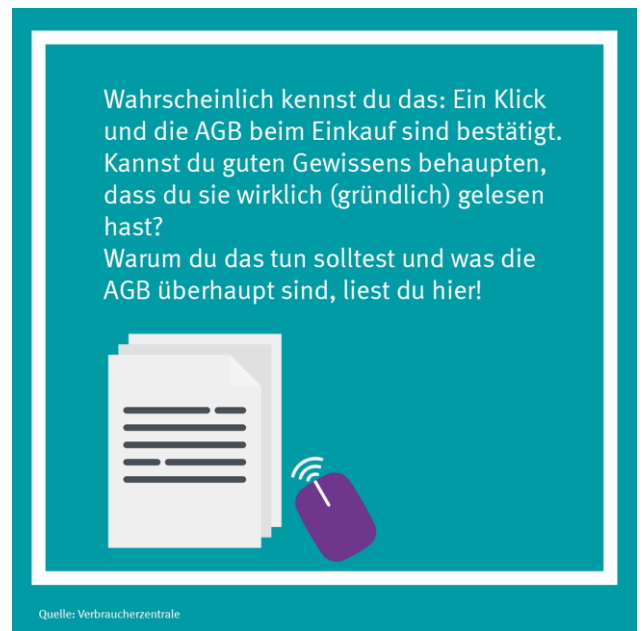 Wahrscheinlich kennst du das: Ein Klick
und die AGB beim Einkauf sind bestätigt.
Kannst du guten Gewissens behaupten,
dass du sie wirklich (gründlich) gelesen
hast?
Warum du das tun solltest und was die
AGB überhaupt sind, liest du hier!
Quelle: Verbraucherzentrale